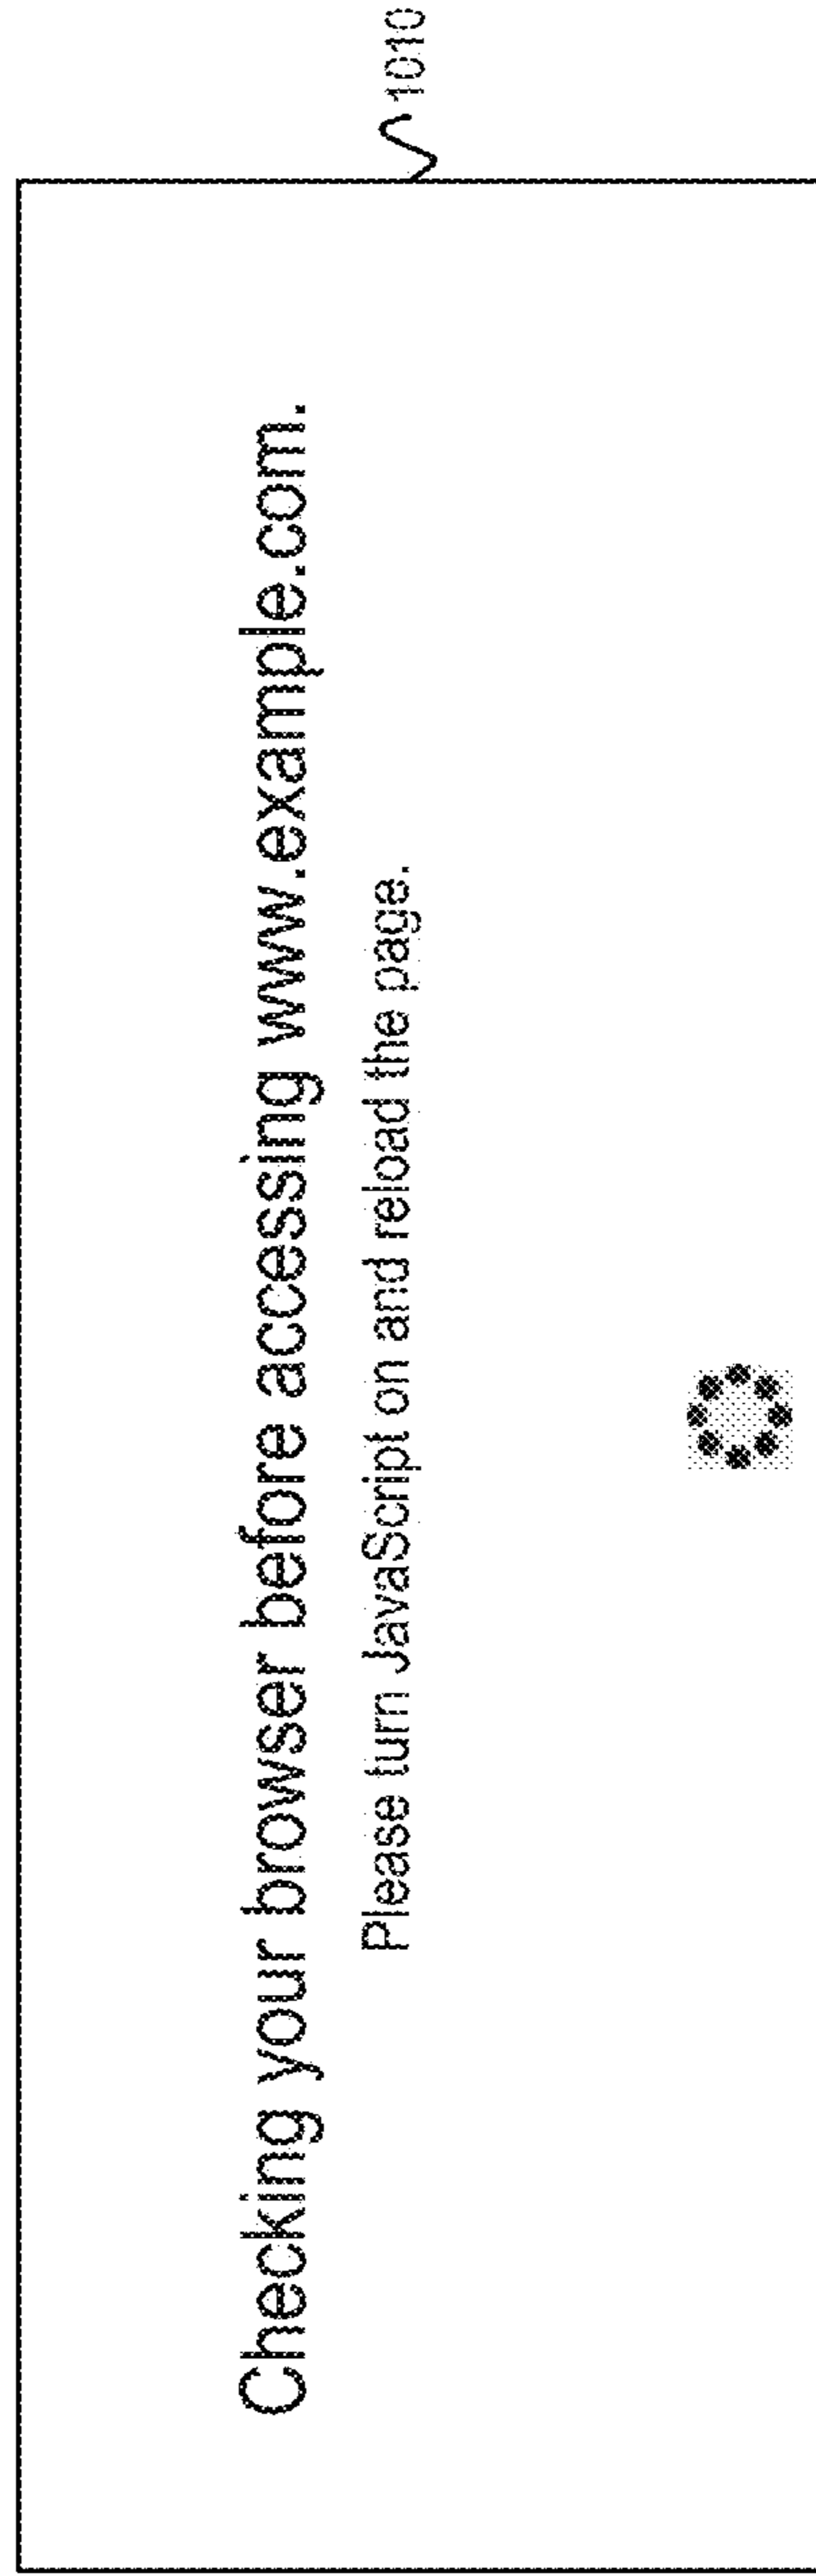 Checking your browser before accessing www.example.com.
Please turn JavaScript on and reload the page.
1010